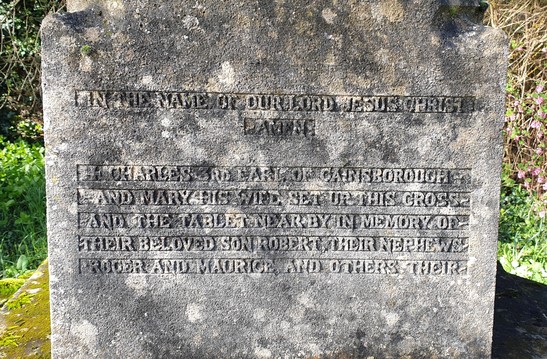 IN THE NAME OF OUR LORD JESUS CHRIST
AMEN:
CHARLES 3RD EARL OF GAINSBOROUGH
AND MARY HIS WIFE SET UP THIS CROSS
AND THE TABLET NEAR BY IN MEMORY OF
THEIR BELOVED SON ROBERT, THEIR NEPHEWS
ROGER AND MAURICE AND OTHERS THEIR